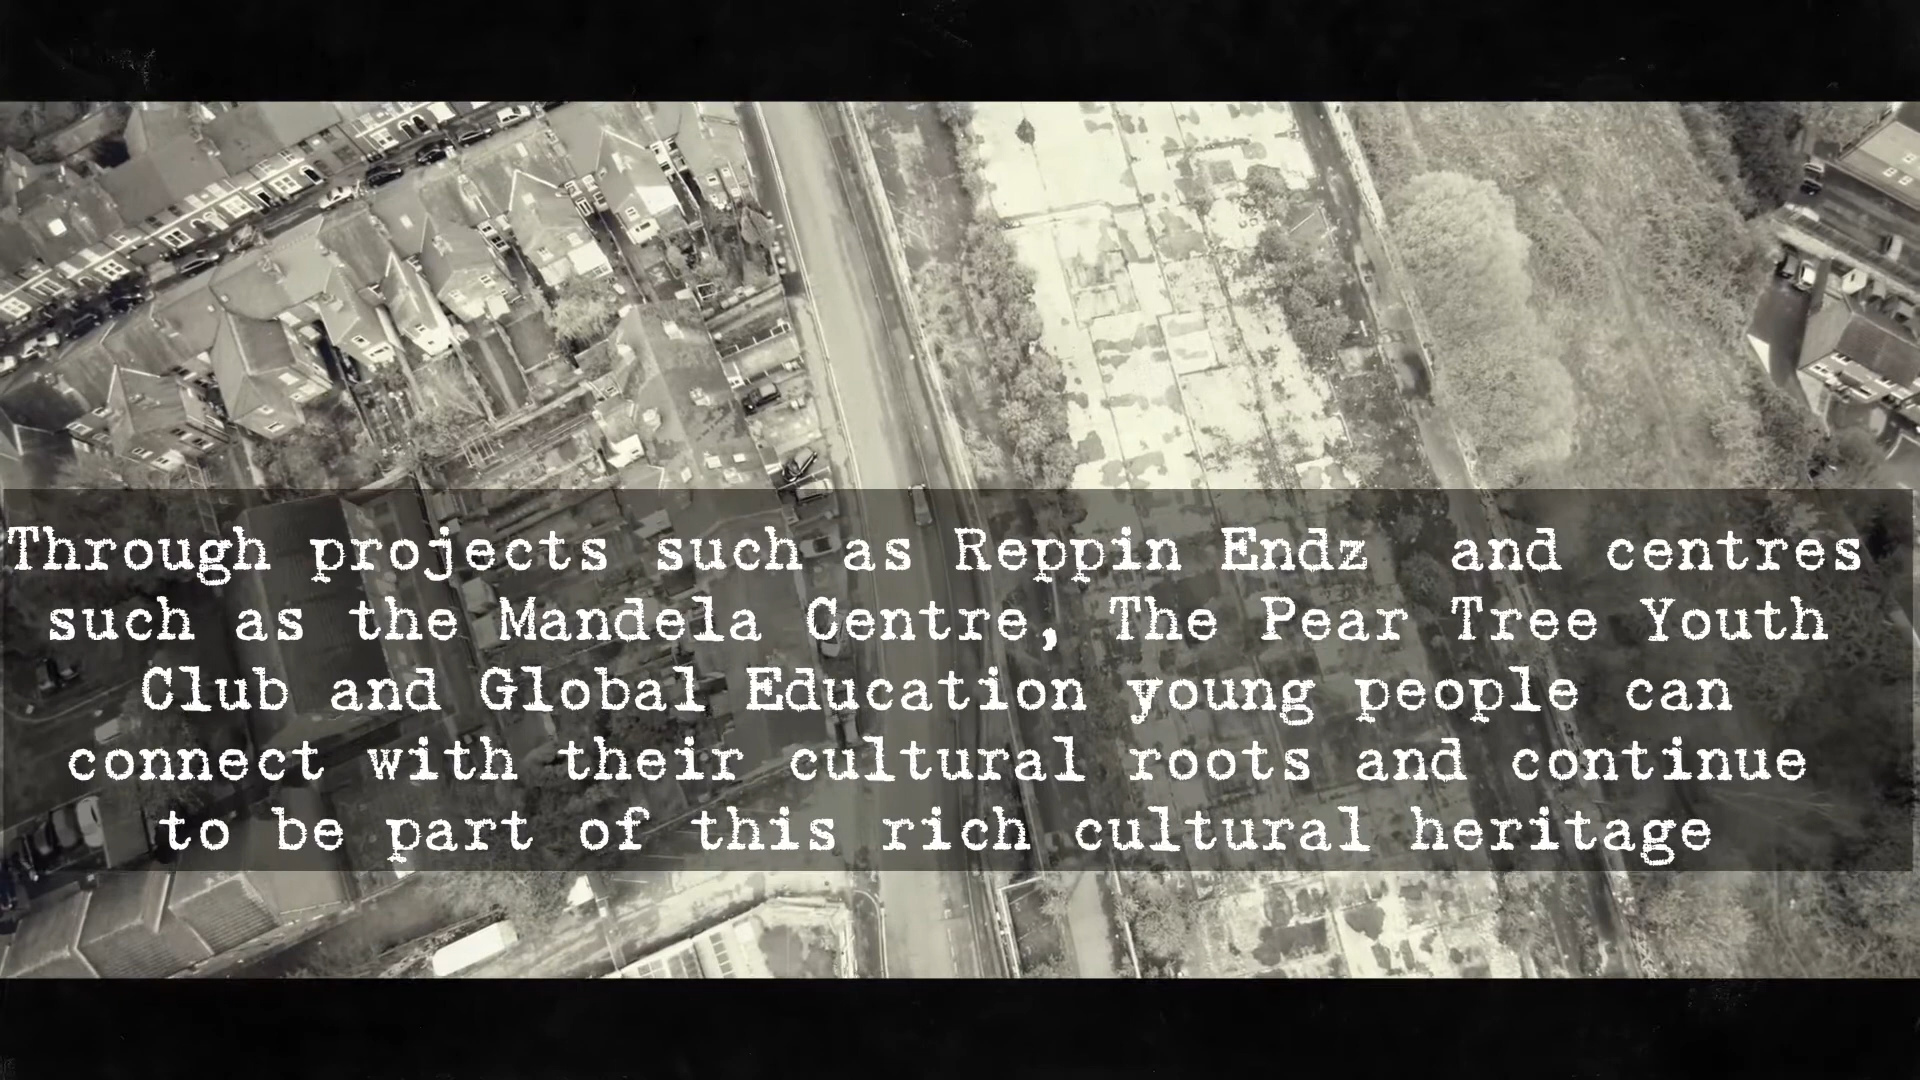 Through projects such as Reppin Endz  and centres
such as the Mandela Centre, The Pear Tree Youth
Club and Global Education young people can
connect with their cultural roots and continue
to be part of this rich cultural heritage